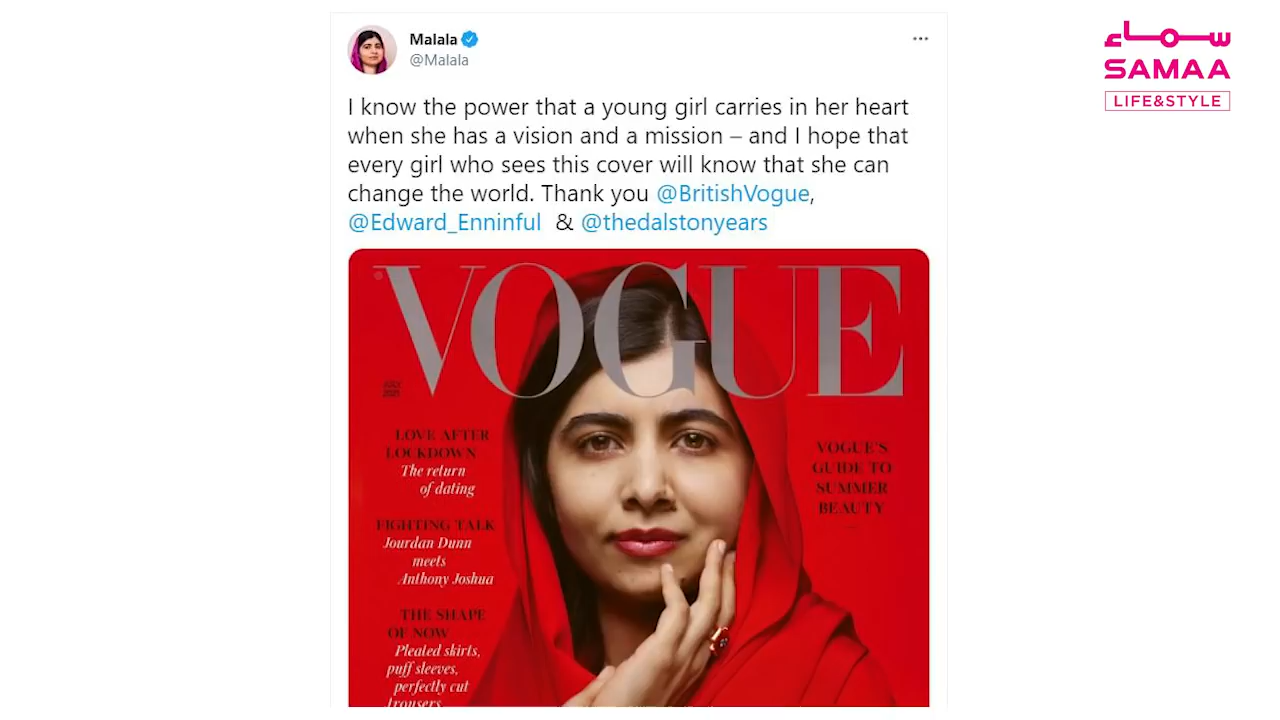 Malala
@Malala
I know the power that a young girl carries in her heart
when she has a vision and a mission – and I hope that
every girl who sees this cover will know that she can
change the world. Thank you @BritishVogue,
@Edward_Enninful & @thedalstonyears
VOGUE
JULY
2021
LOVE AFTER
LOCKDOWN
The return
of dating
FIGHTING TALK
Jourdan Dunn
meets
Anthony Joshua
THE SHAPE
OF NOW
Pleated skirts,
puff sleeves,
perfectly cut
trousers
VOGUE'S
GUIDE TO
SUMMER
BEAUTY
سماء
SAMAA
LIFE&STYLE